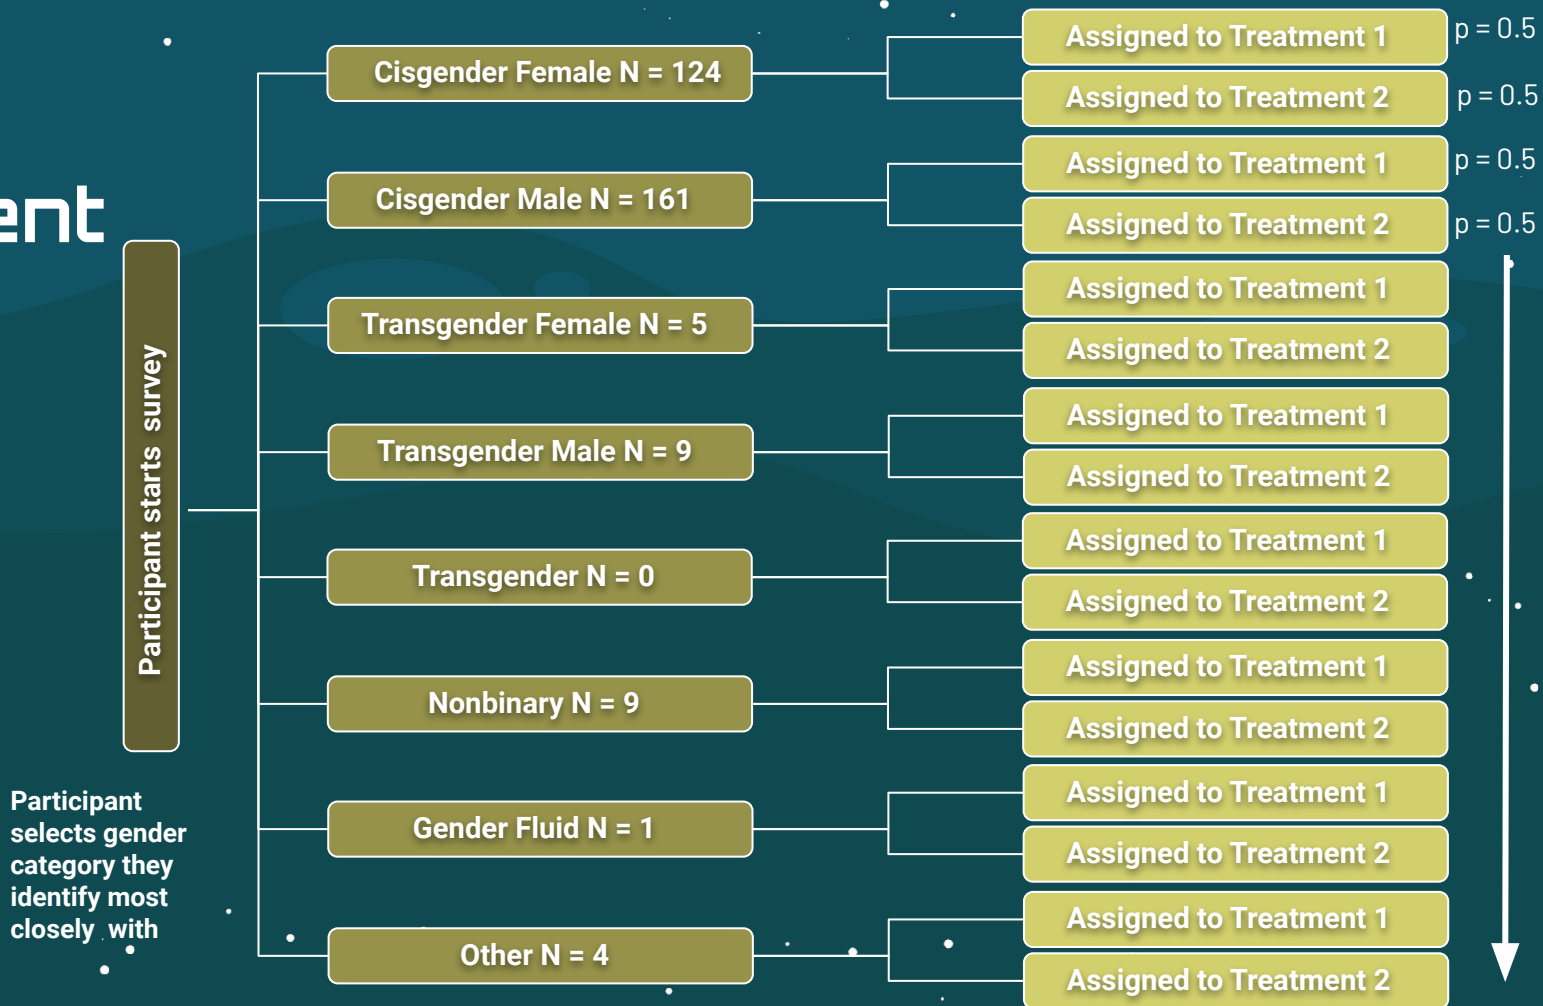 ent
Participant starts survey
Participant
selects gender
category they
identify most
closely with
Cisgender Female N = 124
Assigned to Treatment 1
p = 0.5
Assigned to Treatment 2
p = 0.5
Cisgender Male N = 161
Assigned to Treatment 1
p = 0.5
Assigned to Treatment 2
p = 0.5
Transgender Female N = 5
Assigned to Treatment 1
Assigned to Treatment 2
Transgender Male N = 9
Assigned to Treatment 1
Assigned to Treatment 2
Transgender N = 0
Assigned to Treatment 1
Assigned to Treatment 2
Nonbinary N = 9
Assigned to Treatment 1
Assigned to Treatment 2
Gender Fluid N = 1
Assigned to Treatment 1
Assigned to Treatment 2
Other N = 4
Assigned to Treatment 1
Assigned to Treatment 2